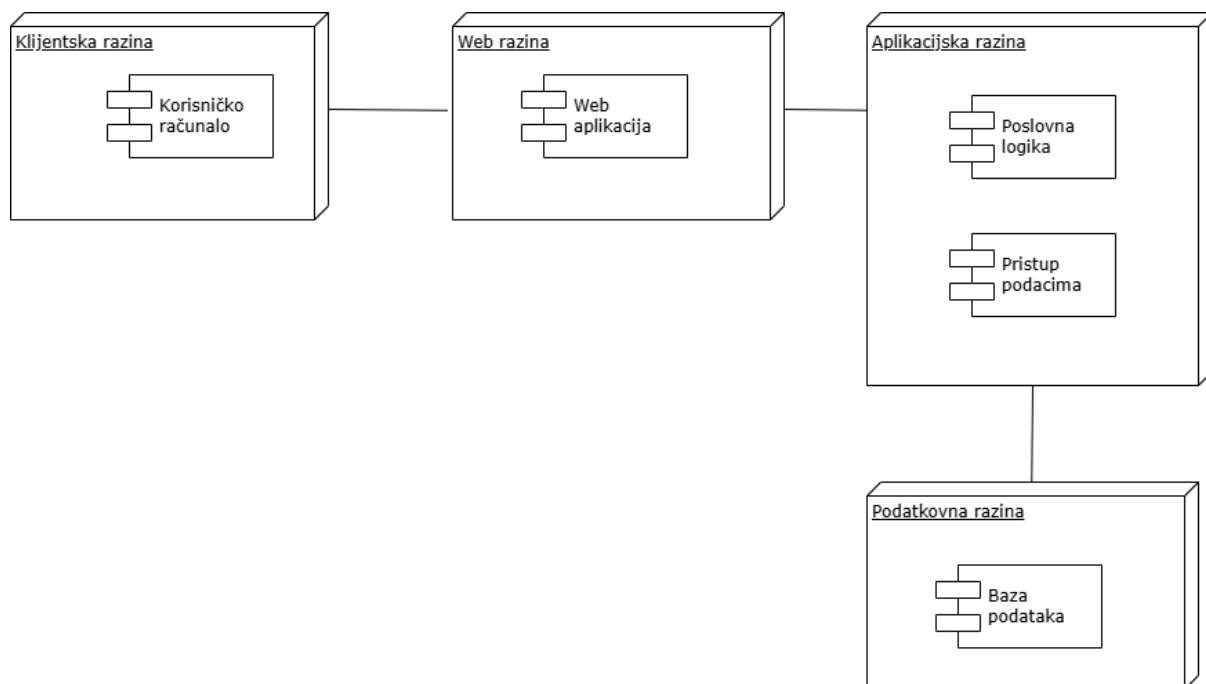 Klijentska razina
Korisničko
računalo
Web razina
Web
aplikacija
Aplikacijska razina
Poslovna
logika
Pristup
podacima
Podatkovna razina
Baza
podataka